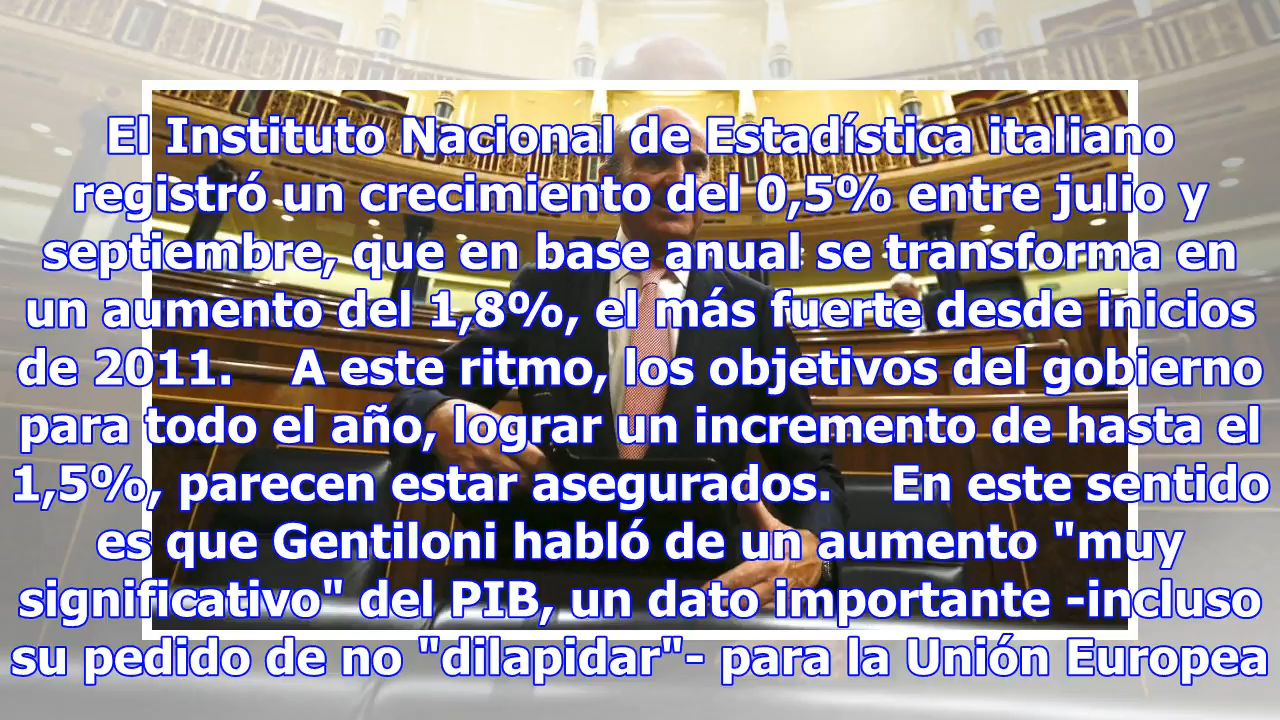 El Instituto Nacional de Estadística italiano
registró un crecimiento del 0,5% entre julio y
septiembre, que en base anual se transforma en
un aumento del 1,8%, el más fuerte desde inicios
de 2011.    A este ritmo, los objetivos del gobierno
para todo el año, lograr un incremento de hasta el
1,5%, parecen estar asegurados.    En este sentido
es que Gentiloni habló de un aumento "muy
significativo" del PIB, un dato importante -incluso
su pedido de no "dilapidar"- para la Unión Europea